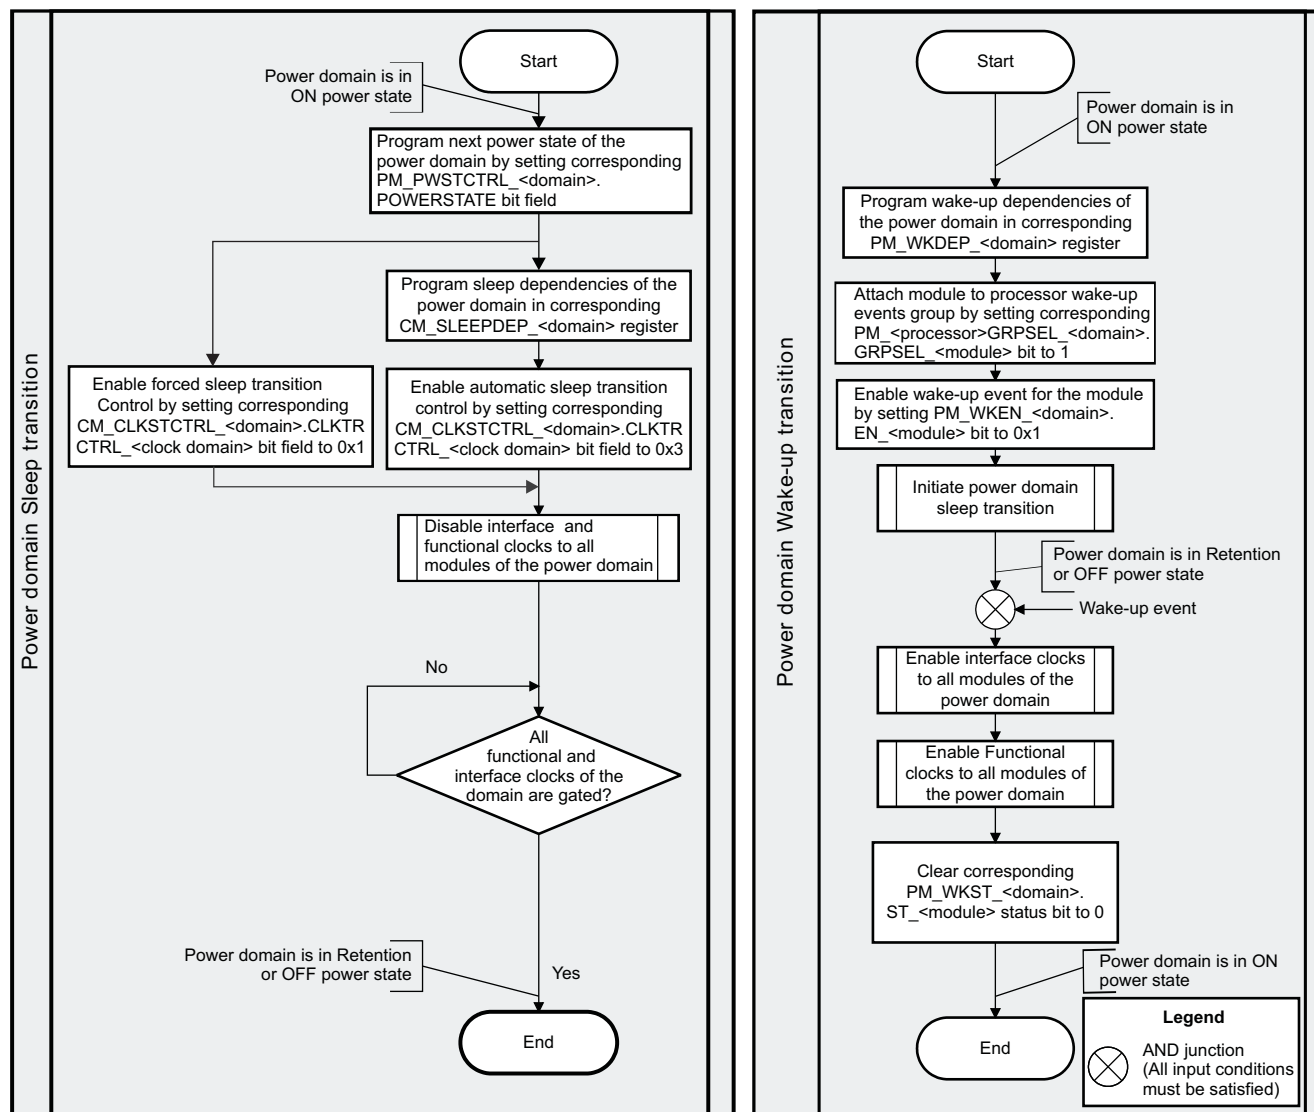 Power domain Sleep transition
Start
Power domain is in
ON power state
Program next power state of the
power domain by setting corresponding
PM_PWSTCTRL_<domain>.
POWERSTATE bit field
Program sleep dependencies of the
power domain in corresponding
CM_SLEEPDEP_<domain> register
Enable forced sleep transition
Control by setting corresponding
CM_CLKSTCTRL_<domain>.CLKTR
CTRL_<clock domain> bit field to 0x1
Enable automatic sleep transition
control by setting corresponding
CM_CLKSTCTRL_<domain>.CLKTR
CTRL_<clock domain> bit field to 0x3
Disable interface and
functional clocks to all
modules of the power domain
No
All
functional and
interface clocks of the
domain are gated?
Power domain is in Retention
or OFF power state
Yes
End
Power domain Wake-up transition
Start
Power domain is in
ON power state
Program wake-up dependencies of
the power domain in corresponding
PM_WKDEP_<domain> register
Attach module to processor wake-up
events group by setting corresponding
PM_<processor>GRPSEL_<domain>.
GRPSEL_<module> bit to 1
Enable wake-up event for the module
by setting PM_WKEN_<domain>.
EN_<module> bit to 0x1
Initiate power domain
sleep transition
Power domain is in Retention
or OFF power state
Wake-up event
Enable interface clocks
to all modules of the
power domain
Enable Functional
clocks to all modules of
the power domain
Clear corresponding
PM_WKST_<domain>.
ST_<module> status bit to 0
Power domain is in ON
power state
End
Legend
AND junction
(All input conditions
must be satisfied)